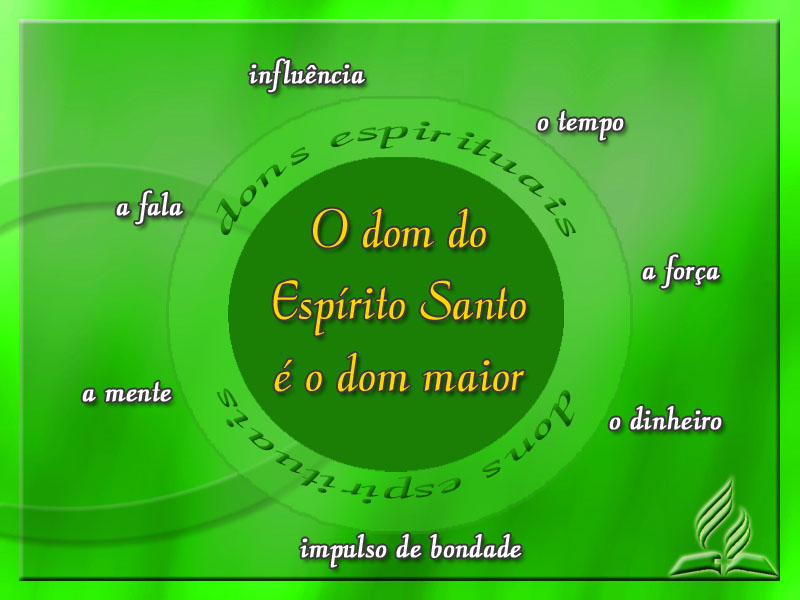 influência
o tempo
dons espirituais
a fala
O dom do
Espírito Santo
é o dom maior
a força
a mente
o dinheiro
dons espirituais
impulso de bondade